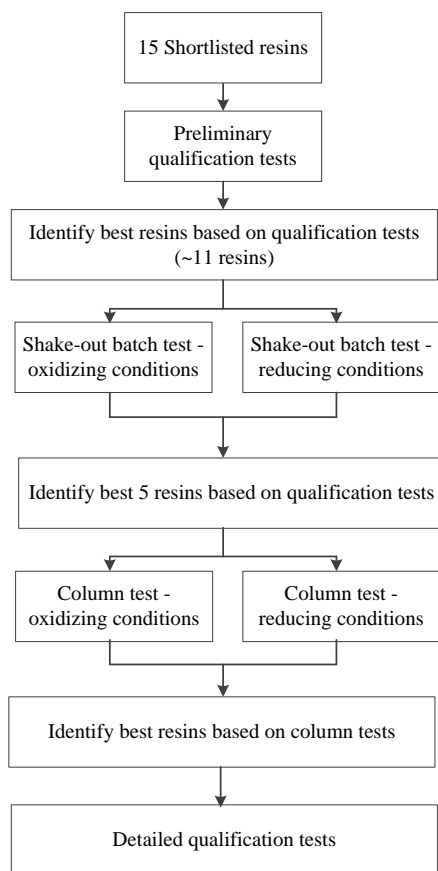 15 Shortlisted resins
Preliminary
qualification tests
Identify best resins based on qualification tests
(~11 resins)
Shake-out batch test -
oxidizing conditions
Shake-out batch test -
reducing conditions
Identify best 5 resins based on qualification tests
Column test -
oxidizing conditions
Column test -
reducing conditions
Identify best resins based on column tests
Detailed qualification tests